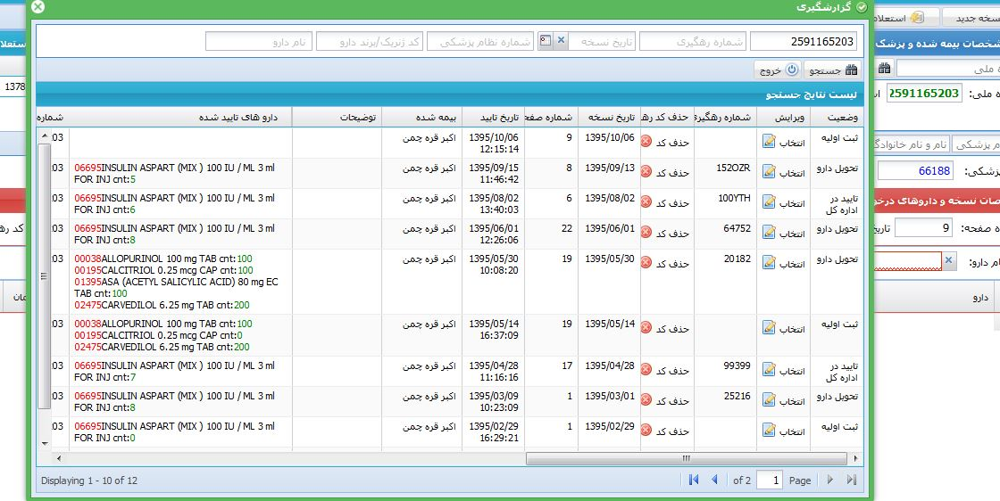 گزارشگیری
نسخه جدید
استعلا
شخصات بیمه شده و پزشک
ه ملی
ه ملی:
2591165203
نام و نام خانوادگ
پزشکی:
66188
صات نسخه و داروهای درخو
ه صفحه:
9
تاریخ
ام دارو:
دارو
ستعلا
1378
کد ره
مان
2591165203
شماره رهگیری
تاریخ نسخه
شماره نظام پزشکی
کد ژنریک/برند دارو
نام دارو
جستجو
خروج
لیست نتایج جستجو
وضعیت ویرایش شماره رهگیری حذف کد ره تاریخ نسخه شماره صفح تاریخ تایید بیمه شده توضیحات دارو های تایید شده شماره
ثبت اولیه انتخاب حذف کد 1395/10/06 9 1395/10/06 اکبر قره چمن 03
12:15:14
تحویل دارو انتخاب 152OZR حذف کد 1395/09/13 8 1395/09/15 اکبر قره چمن 06695INSULIN ASPART (MIX ) 100 IU / ML 3 ml 03
11:46:42 FOR INJ cnt:5
تایید در انتخاب 100YTH حذف کد 1395/08/02 6 1395/08/02 اکبر قره چمن 06695INSULIN ASPART (MIX ) 100 IU / ML 3 ml 03
اداره کل 13:40:03 FOR INJ cnt:6
تحویل دارو انتخاب 64752 حذف کد 1395/06/01 22 1395/06/01 اکبر قره چمن 06695INSULIN ASPART (MIX ) 100 IU / ML 3 ml 03
12:26:06 FOR INJ cnt:8
تحویل دارو انتخاب 20182 حذف کد 1395/05/30 19 1395/05/30 اکبر قره چمن 00038ALLOPURINOL 100 mg TAB cnt:100 03
10:08:20 00195CALCITRIOL 0.25 mcg CAP cnt:100
01395ASA (ACETYL SALICYLIC ACID) 80 mg EC
TAB cnt:100
02475CARVEDILOL 6.25 mg TAB cnt:200
ثبت اولیه انتخاب حذف کد 1395/05/14 19 1395/05/14 اکبر قره چمن 00038ALLOPURINOL 100 mg TAB cnt:100 03
16:37:09 00195CALCITRIOL 0.25 mcg CAP cnt:0
02475CARVEDILOL 6.25 mg TAB cnt:200
تایید در انتخاب 99399 حذف کد 1395/04/28 17 1395/04/28 اکبر قره چمن 06695INSULIN ASPART (MIX ) 100 IU / ML 3 ml 03
اداره کل 11:16:16 FOR INJ cnt:7
تحویل دارو انتخاب 25216 حذف کد 1395/03/01 1 1395/03/09 اکبر قره چمن 06695INSULIN ASPART (MIX ) 100 IU / ML 3 ml 03
10:23:09 FOR INJ cnt:8
ثبت اولیه انتخاب حذف کد 1395/02/29 1 1395/02/29 اکبر قره چمن 06695INSULIN ASPART (MIX ) 100 IU / ML 3 ml 03
16:29:21 FOR INJ cnt:0
Displaying 1 - 10 of 12
of 2 1 Page